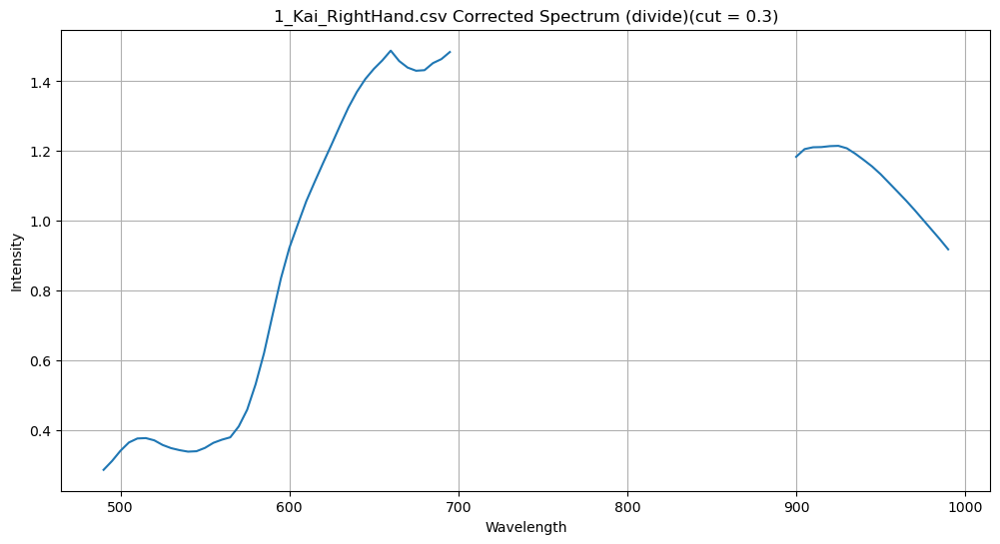 1_Kai_RightHand.csv Corrected Spectrum (divide)(cut = 0.3)
Intensity
1.4
1.2
1.0
0.8
0.6
0.4
500 600 700 800 900 1000
Wavelength